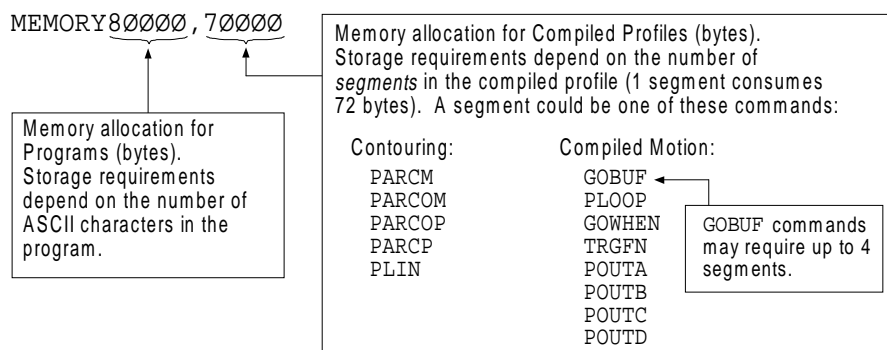 MEMORY8ØØØØ,7ØØØØ
Memory allocation for
Programs (bytes).
Storage requirements
depend on the number of
ASCII characters in the
program.
Memory allocation for Compiled Profiles (bytes).
Storage requirements depend on the number of
segments in the compiled profile (1 segment consumes
72 bytes). A segment could be one of these commands:
Contouring:
PARCM
PARCOM
PARCOP
PARCP
PLIN
Compiled Motion:
GOBUF
PLOOP
GOWHEN
TRGFN
POUTA
POUTB
POUTC
POUTD
GOBUF commands
may require up to 4
segments.